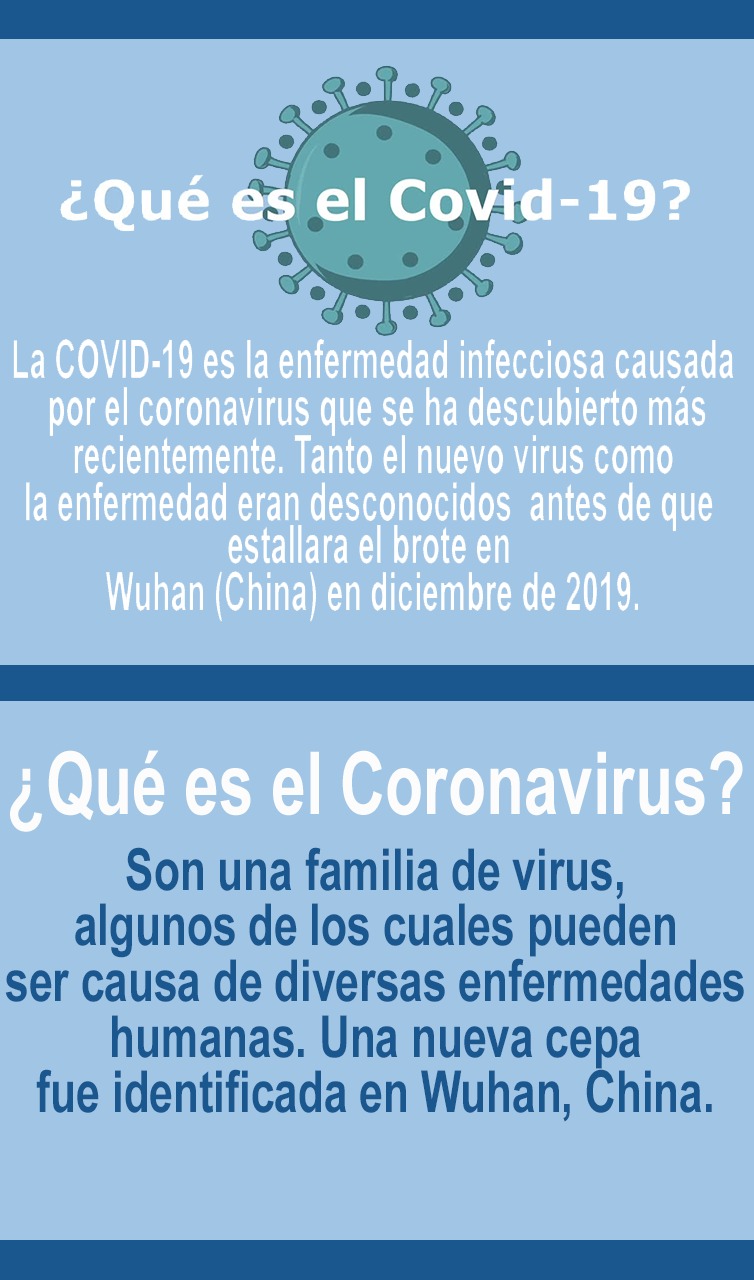 ¿Qué es el Covid-19?
La COVID-19 es la enfermedad infecciosa causada
por el coronavirus que se ha descubierto más
recientemente. Tanto el nuevo virus como
la enfermedad eran desconocidos  antes de que
estallara el brote en
Wuhan (China) en diciembre de 2019.
¿Qué es el Coronavirus?
Son una familia de virus,
algunos de los cuales pueden
ser causa de diversas enfermedades
humanas. Una nueva cepa
fue identificada en Wuhan, China.